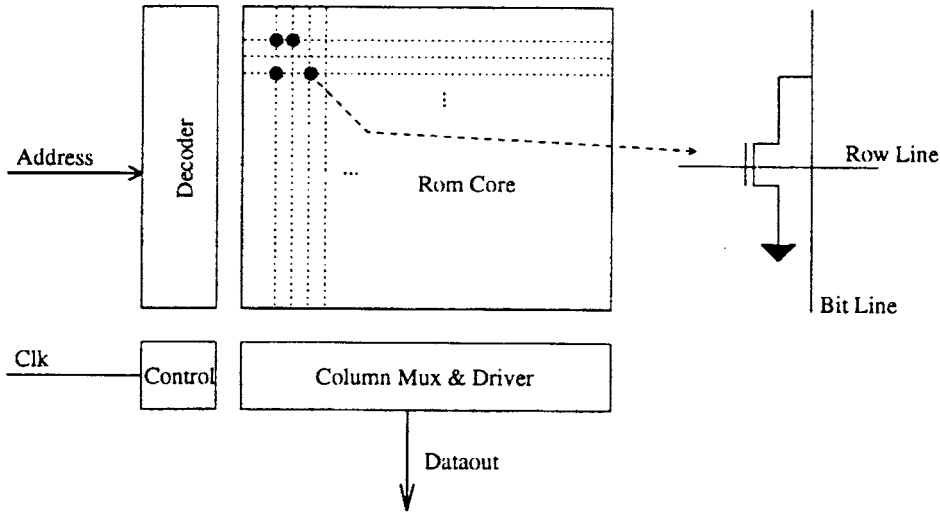 Address
Decoder
Rom Core
Row Line
Bit Line
Clk
Control
Column Mux & Driver
Dataout